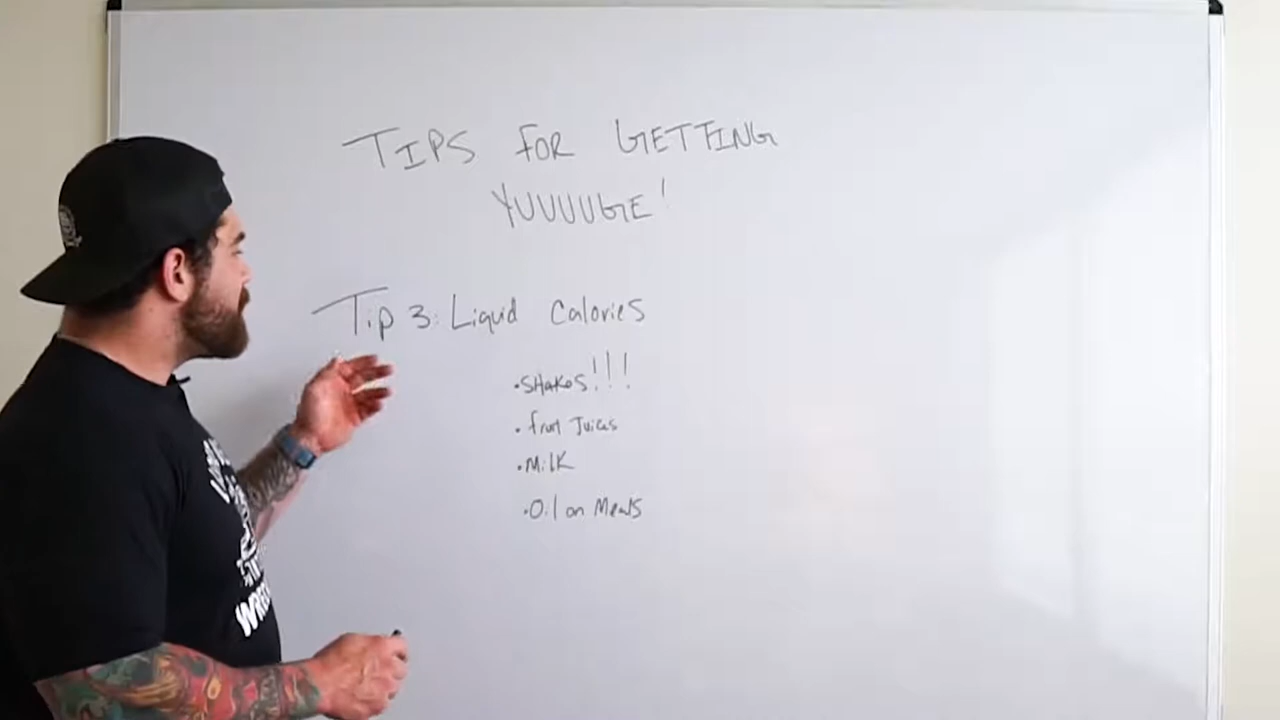 TIPS FOR GETTING
YUUUUGE!
Tip 3: Liquid Calories
• SHAKES!!!
• fruit Juices
• Milk
• Oil on Meals